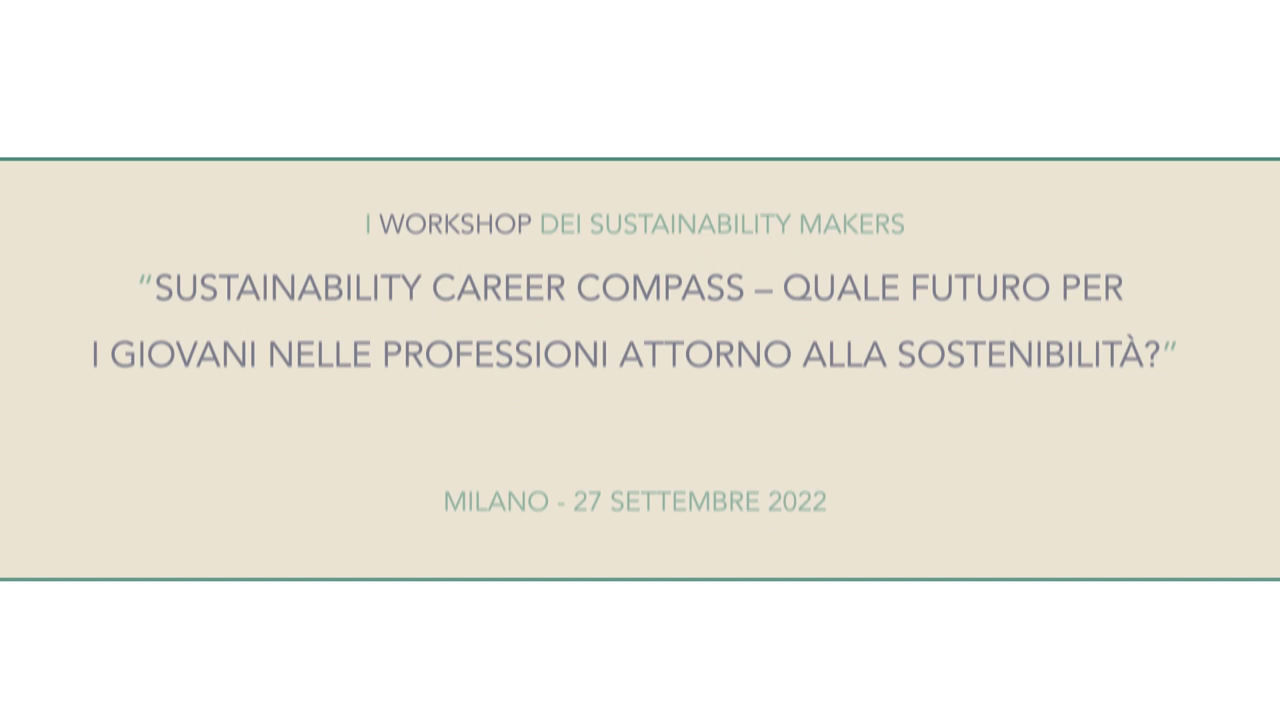 I WORKSHOP DEI SUSTAINABILITY MAKERS
“SUSTAINABILITY CAREER COMPASS – QUALE FUTURO PER
I GIOVANI NELLE PROFESSIONI ATTORNO ALLA SOSTENIBILITÀ?”
MILANO - 27 SETTEMBRE 2022